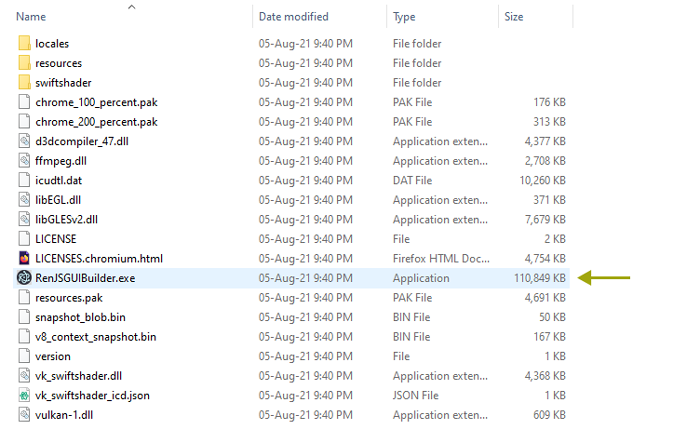 Name Date modified Type Size
locales 05-Aug-21 9:40 PM File folder
resources 05-Aug-21 9:40 PM File folder
swiftshader 05-Aug-21 9:40 PM File folder
chrome_100_percent.pak 05-Aug-21 9:40 PM PAK File 176 KB
chrome_200_percent.pak 05-Aug-21 9:40 PM PAK File 313 KB
d3dcompiler_47.dll 05-Aug-21 9:40 PM Application exten... 4,377 KB
ffmpeg.dll 05-Aug-21 9:40 PM Application exten... 2,708 KB
icudtl.dat 05-Aug-21 9:40 PM DAT File 10,260 KB
libEGL.dll 05-Aug-21 9:40 PM Application exten... 371 KB
libGLESv2.dll 05-Aug-21 9:40 PM Application exten... 7,679 KB
LICENSE 05-Aug-21 9:40 PM File 2 KB
LICENSES.chromium.html 05-Aug-21 9:40 PM Firefox HTML Doc... 4,754 KB
RenJSGUIBuilder.exe 05-Aug-21 9:40 PM Application 110,849 KB
resources.pak 05-Aug-21 9:40 PM PAK File 4,691 KB
snapshot_blob.bin 05-Aug-21 9:40 PM BIN File 50 KB
v8_context_snapshot.bin 05-Aug-21 9:40 PM BIN File 167 KB
version 05-Aug-21 9:40 PM File 1 KB
vk_swiftshader.dll 05-Aug-21 9:40 PM Application exten... 4,368 KB
vk_swiftshader_icd.json 05-Aug-21 9:40 PM JSON File 1 KB
vulkan-1.dll 05-Aug-21 9:40 PM Application exten... 609 KB